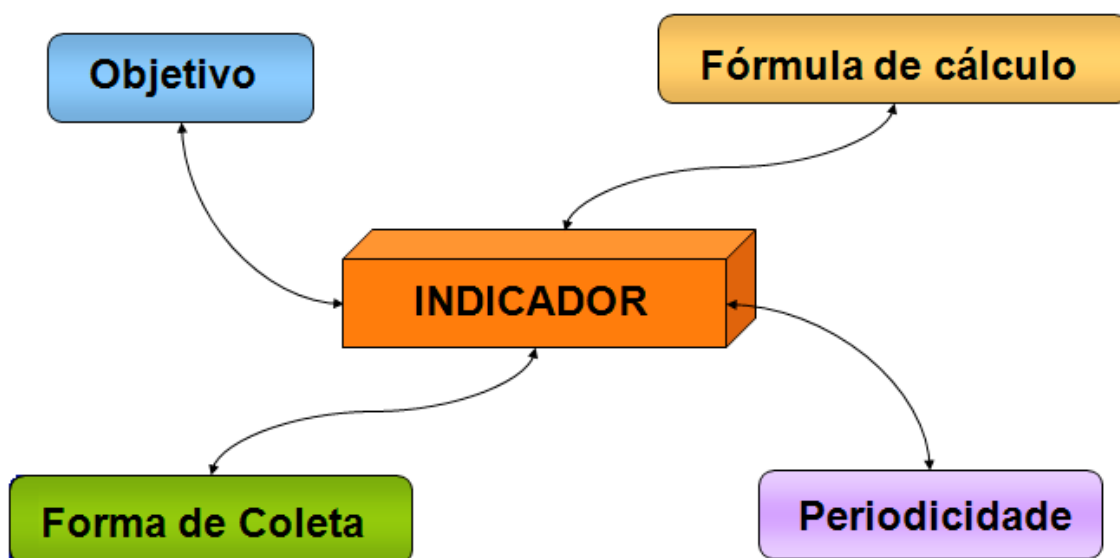 Objetivo
Fórmula de cálculo
INDICADOR
Forma de Coleta
Periodicidade